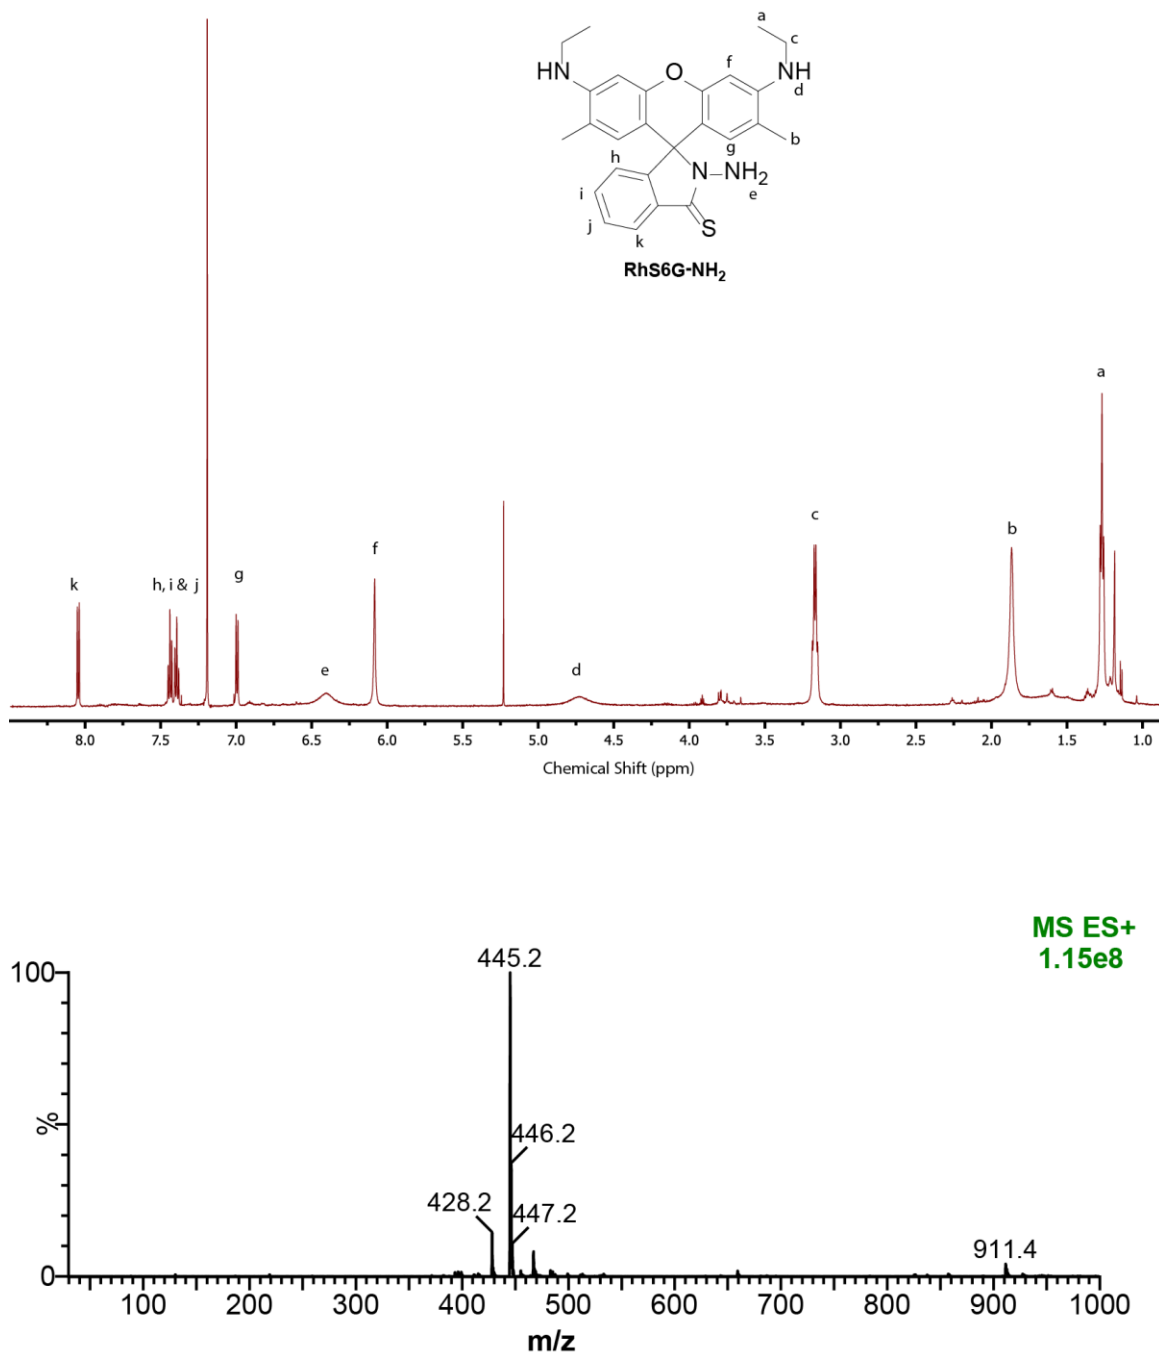 a
c
HN
O
f
NH
d
b
g
h
N
NH2
e
i
j
k
S
RhS6G-NH2
a
c
b
f
k
h, i & j
g
e
d
8.0 7.5 7.0 6.5 6.0 5.5 5.0 4.5 4.0 3.5 3.0 2.5 2.0 1.5 1.0
Chemical Shift (ppm)
MS ES+
1.15e8
445.2
100
446.2
%
428.2
447.2
911.4
0
100 200 300 400 500 600 700 800 900 1000
m/z